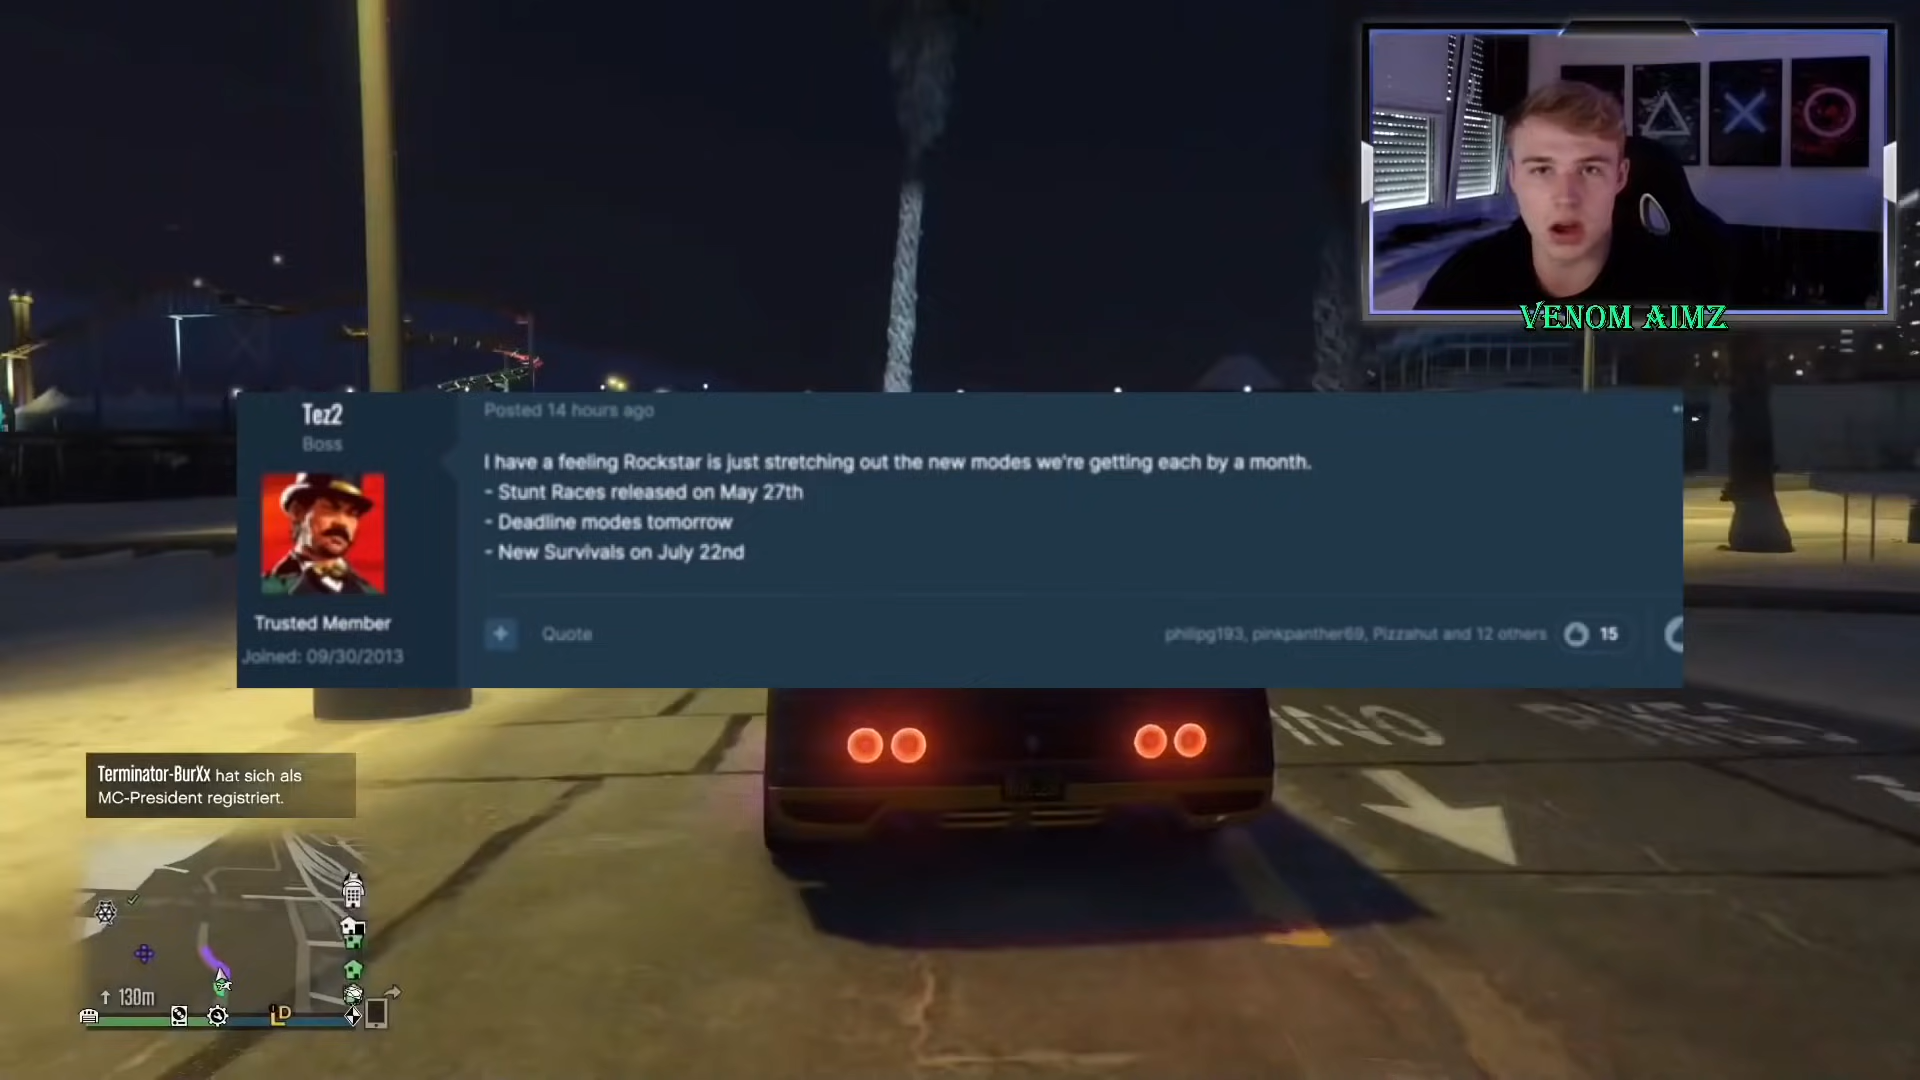 VENOM AIMZ
Tez2
Boss
Trusted Member
Joined: 09/30/2013
Posted 14 hours ago
I have a feeling Rockstar is just stretching out the new modes we're getting each by a month.
- Stunt Races released on May 27th
- Deadline modes tomorrow
- New Survivals on July 22nd
+ Quote
philipg193, pinkpanther69, Pizzahut and 12 others 15
Terminator-BurXx hat sich als
MC-President registriert.
130m
LD